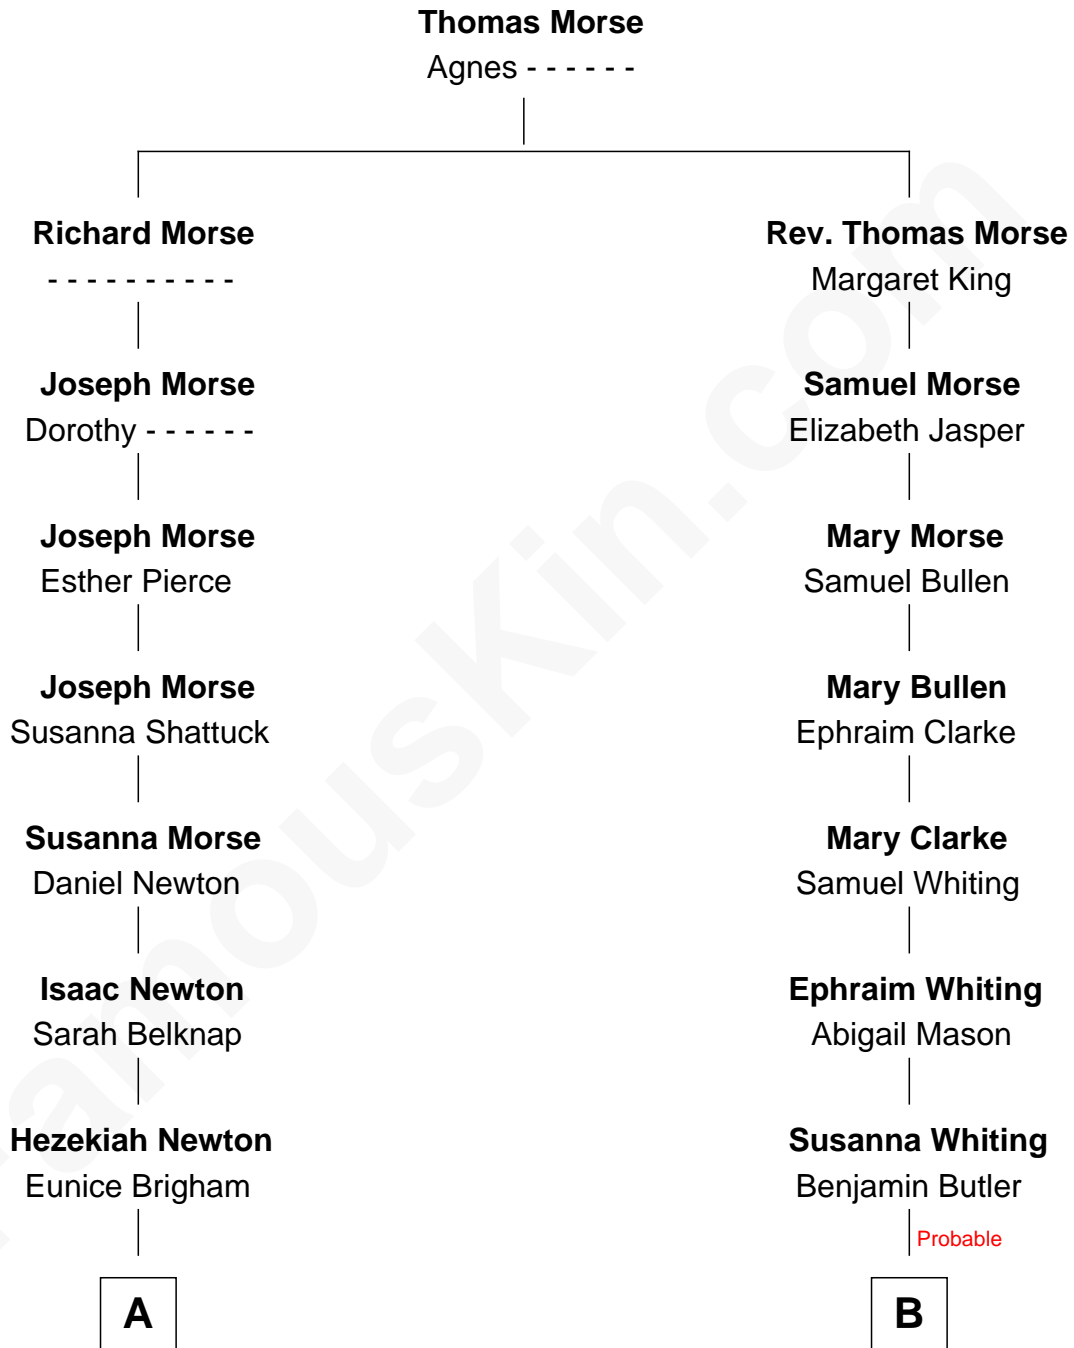 Thomas Morse
Agnes - - - - - -
Richard Morse
- - - - - - - - - -
Rev. Thomas Morse
Margaret King
Joseph Morse
Dorothy - - - - - -
Samuel Morse
Elizabeth Jasper
Joseph Morse
Esther Pierce
Mary Morse
Samuel Bullen
Joseph Morse
Susanna Shattuck
Mary Bullen
Ephraim Clarke
Susanna Morse
Daniel Newton
Mary Clarke
Samuel Whiting
Isaac Newton
Sarah Belknap
Ephraim Whiting
Abigail Mason
Hezekiah Newton
Eunice Brigham
Susanna Whiting
Benjamin Butler
Probable
A
B
FamousKin.com